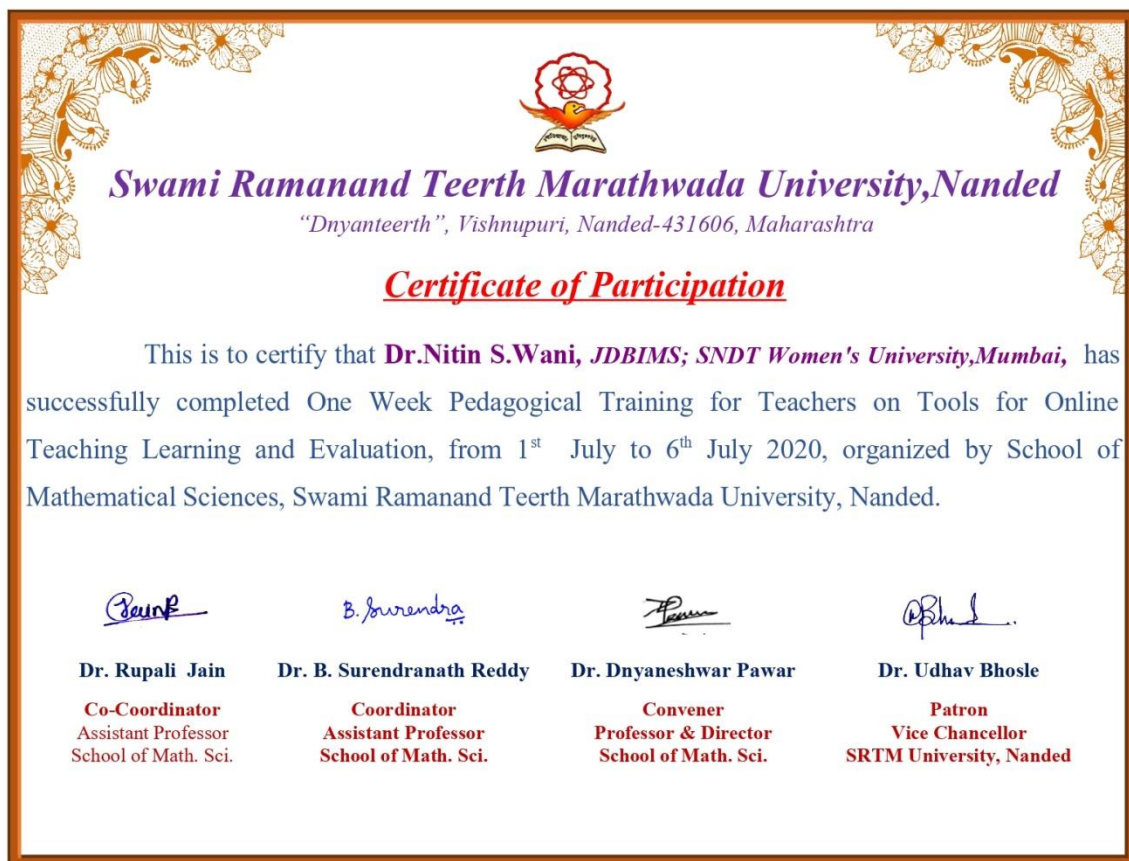 Swami Ramanand Teerth Marathwada University,Nanded
“Dnyanteerth”, Vishnupuri, Nanded-431606, Maharashtra
Certificate of Participation
This is to certify that Dr.Nitin S.Wani, JDBIMS; SNDT Women's University,Mumbai, has
successfully completed One Week Pedagogical Training for Teachers on Tools for Online
Teaching Learning and Evaluation, from 1st July to 6th July 2020, organized by School of
Mathematical Sciences, Swami Ramanand Teerth Marathwada University, Nanded.
B. Surendra
Dr. Rupali Jain Dr. B. Surendranath Reddy Dr. Dnyaneshwar Pawar Dr. Udhav Bhosle
Co-Coordinator Coordinator Convener Patron
Assistant Professor Assistant Professor Professor & Director Vice Chancellor
School of Math. Sci. School of Math. Sci. School of Math. Sci. SRTM University, Nanded